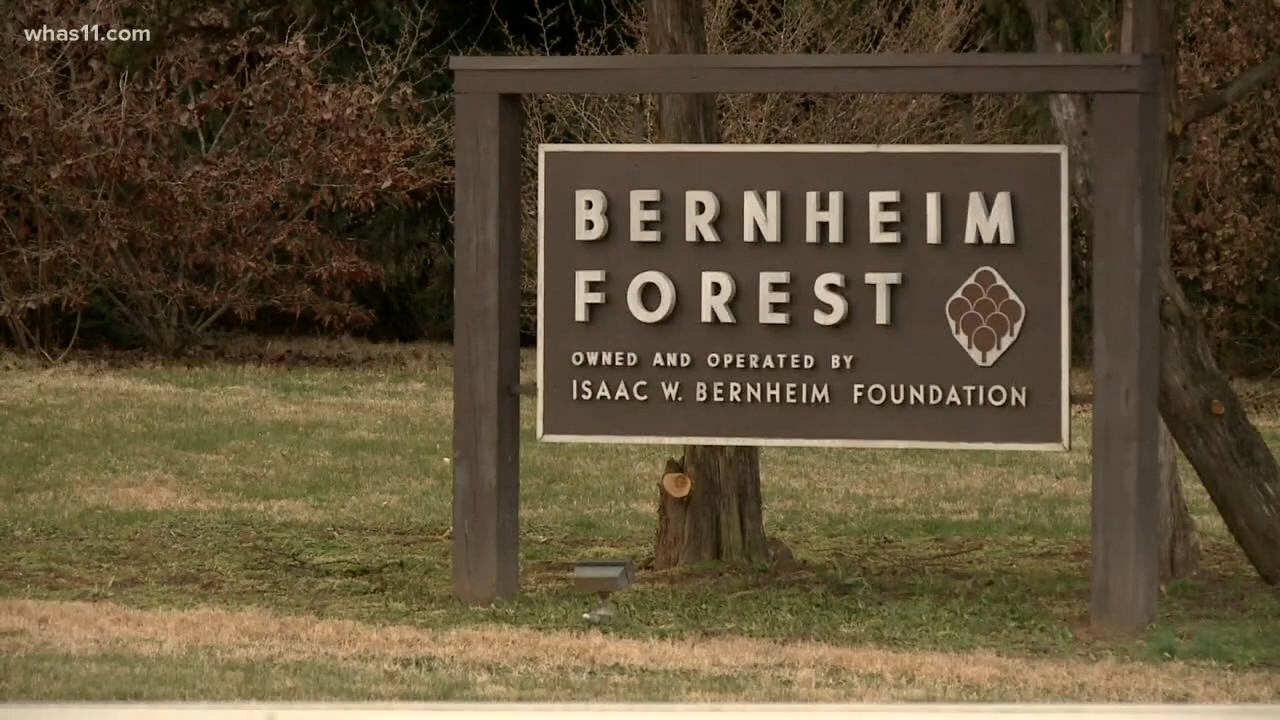 whas11.com
BERNHEIM
FOREST
OWNED AND OPERATED BY
ISAAC W. BERNHEIM FOUNDATION